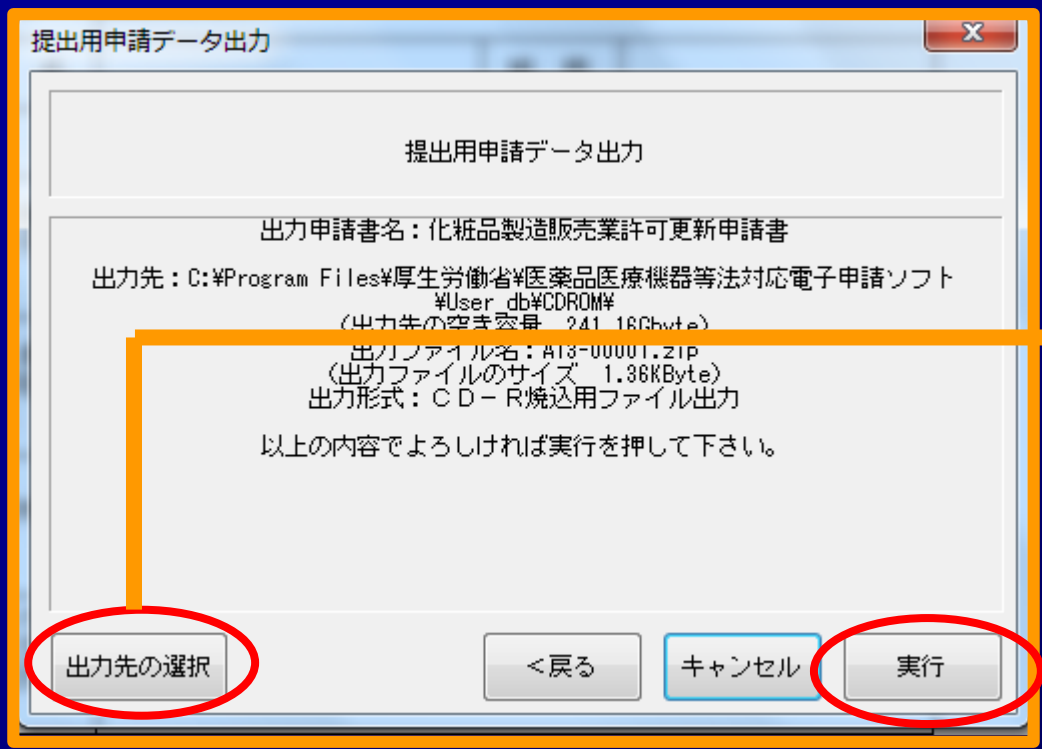 提出用申請データ出力
提出用申請データ出力
出力申請書名：化粧品製造販売業許可更新申請書
出力先：C:¥Program Files¥厚生労働省¥医薬品医療機器等法対応電子申請ソフト
¥User_db¥CDROM¥
(出力先の空き容量 241.16Gbyte)
出力ファイル名：A13-00001.zip
(出力ファイルのサイズ 1.36KByte)
出力形式：ＣＤ－Ｒ焼込用ファイル出力
以上の内容でよろしければ実行を押して下さい。
出力先の選択 <戻る キャンセル 実行